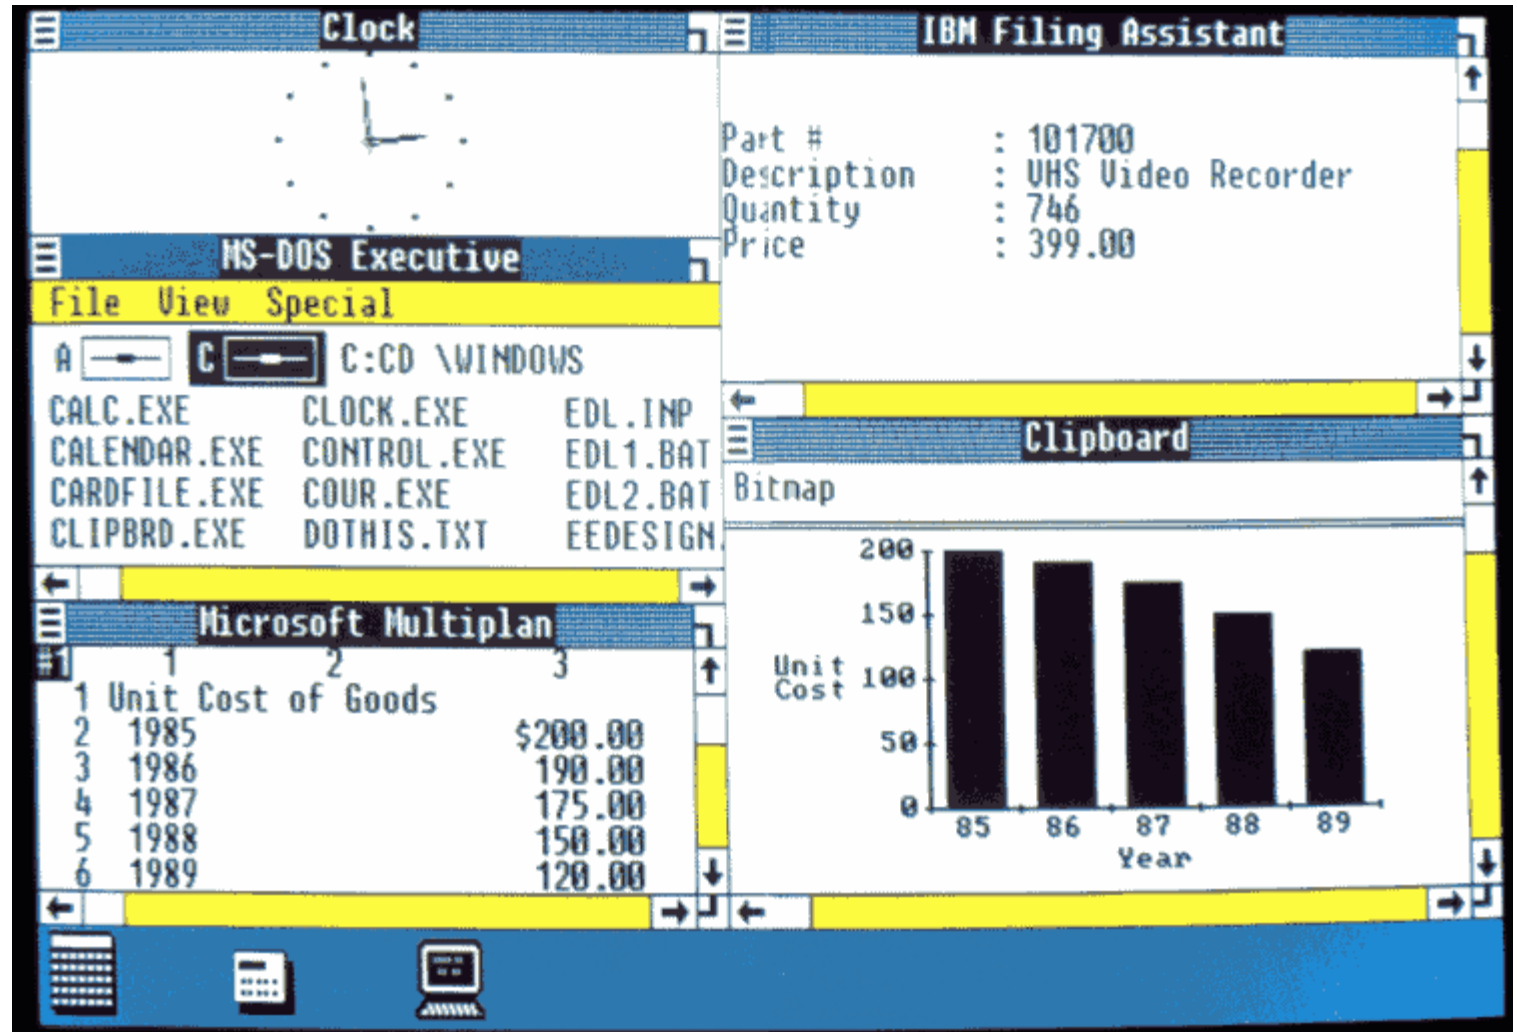 Clock
MS-DOS Executive
File View Special
A C C:CD \WINDOWS
CALC.EXE CLOCK.EXE EDL.INP
CALENDAR.EXE CONTROL.EXE EDL1.BAT
CARDFILE.EXE COUR.EXE EDL2.BAT
CLIPBRD.EXE DOTHIS.TXT EEDESIGN.
Microsoft Multiplan
#1 1 2 3
1 Unit Cost of Goods
2 1985 $200.00
3 1986 190.00
4 1987 175.00
5 1988 150.00
6 1989 120.00
IBM Filing Assistant
Part # : 101700
Description : VHS Video Recorder
Quantity : 746
Price : 399.00
Clipboard
Bitmap
200
150
Unit
Cost
100
50
0
85 86 87 88 89
Year